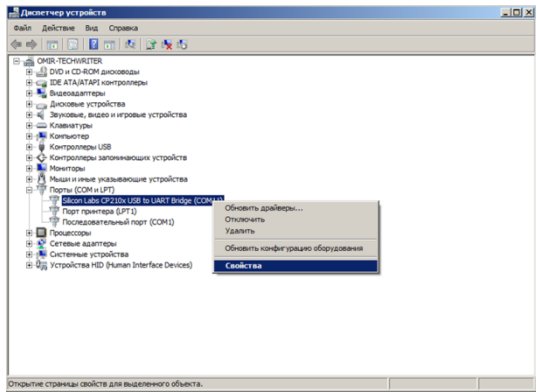 Диспетчер устройств
Файл Действие Вид Справка
OMIR-TECHWRITER
DVD и CD-ROM дисководы
IDE ATA/ATAPI контроллеры
Видеоадаптеры
Дисковые устройства
Звуковые, видео и игровые устройства
Клавиатуры
Компьютер
Контроллеры USB
Контроллеры запоминающих устройств
Мониторы
Мыши и иные указывающие устройства
Порты (COM и LPT)
Silicon Labs CP210x USB to UART Bridge
Порт принтера (LPT1)
Последовательный порт (COM1)
Процессоры
Сетевые адаптеры
Системные устройства
Устройства HID (Human Interface Devices)
Обновить драйверы...
Отключить
Удалить
Обновить конфигурацию оборудования
Свойства
Открытие страницы свойств для выделенного объекта.